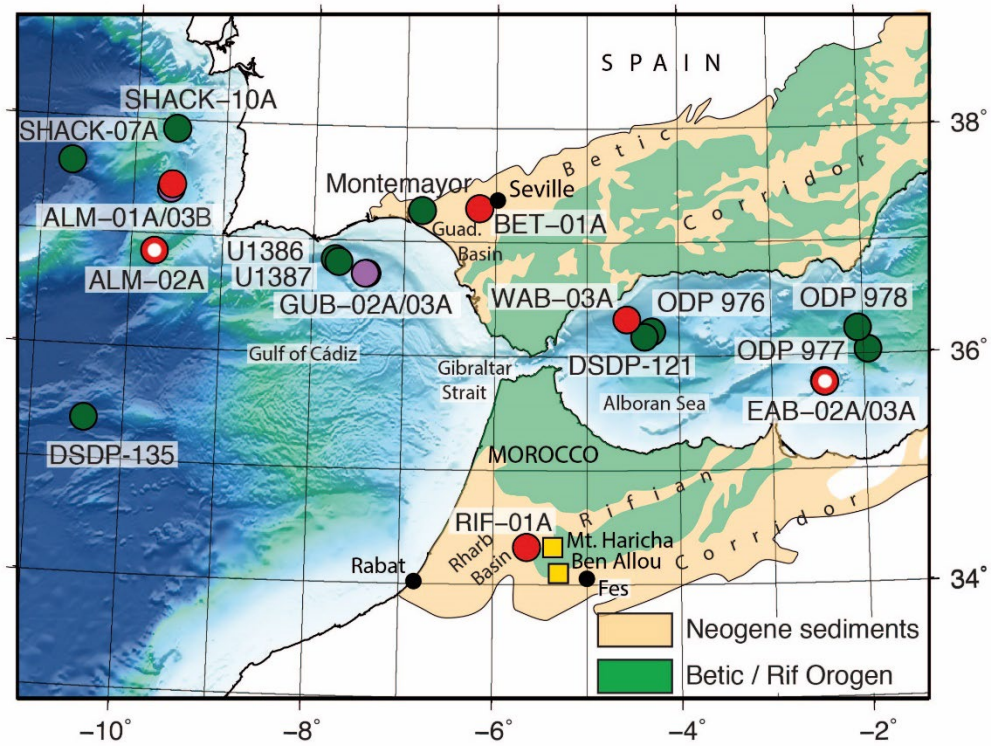 SPAIN
SHACK-10A
38°
SHACK-07A
Betic
Corridor
Montemayor
Seville
ALM-01A/03B
Guad.
Basin
BET-01A
U1386
U1387
ALM-02A
GUB-02A/03A
WAB-03A
ODP 976
ODP 978
Gulf of Cádiz
Gibraltar
Strait
DSDP-121
ODP 977
36°
Alboran Sea
EAB-02A/03A
DSDP-135
MOROCCO
Rifian
Corridor
RIF-01A
Rharb
Basin
Mt. Haricha
Ben Allou
Rabat
Fes
34°
Neogene sediments
Betic / Rif Orogen
-10°
-8°
-6°
-4°
-2°